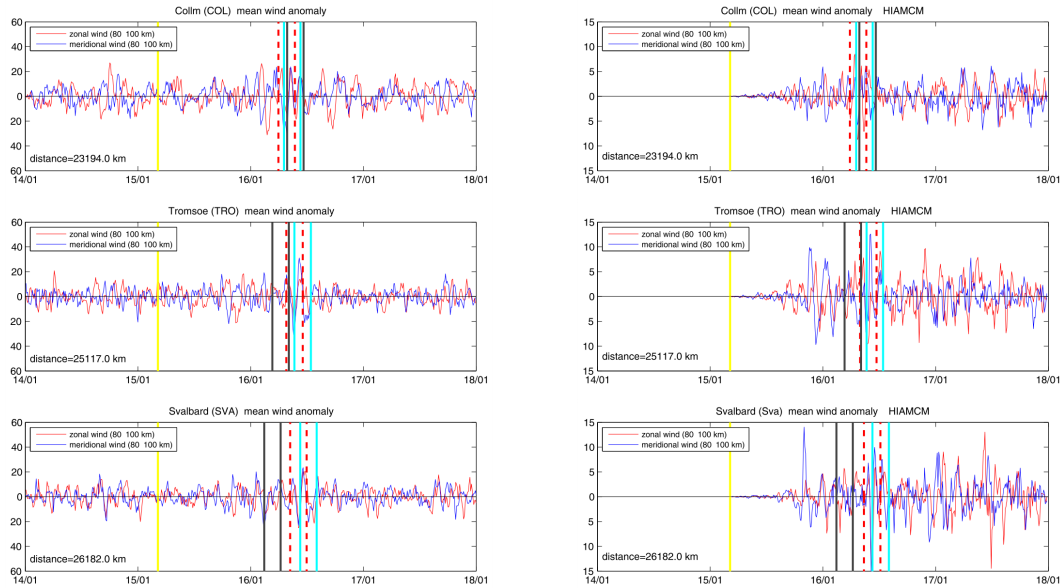 Collm (COL)  mean wind anomaly
60
40
20
0
20
40
60
zonal wind (80  100 km)
meridional wind (80  100 km)
distance=23194.0 km
14/01 15/01 16/01 17/01 18/01
Collm (COL)  mean wind anomaly    HIAMCM
15
10
5
0
5
10
15
zonal wind (80  100 km)
meridional wind (80  100 km)
distance=23194.0 km
14/01 15/01 16/01 17/01 18/01
Tromsoe (TRO)  mean wind anomaly
60
40
20
0
20
40
60
zonal wind (80  100 km)
meridional wind (80  100 km)
distance=25117.0 km
14/01 15/01 16/01 17/01 18/01
Tromsoe (TRO)  mean wind anomaly    HIAMCM
15
10
5
0
5
10
15
zonal wind (80  100 km)
meridional wind (80  100 km)
distance=25117.0 km
14/01 15/01 16/01 17/01 18/01
Svalbard (SVA)  mean wind anomaly
60
40
20
0
20
40
60
zonal wind (80  100 km)
meridional wind (80  100 km)
distance=26182.0 km
14/01 15/01 16/01 17/01 18/01
Svalbard (Sva)  mean wind anomaly    HIAMCM
15
10
5
0
5
10
15
zonal wind (80  100 km)
meridional wind (80  100 km)
distance=26182.0 km
14/01 15/01 16/01 17/01 18/01